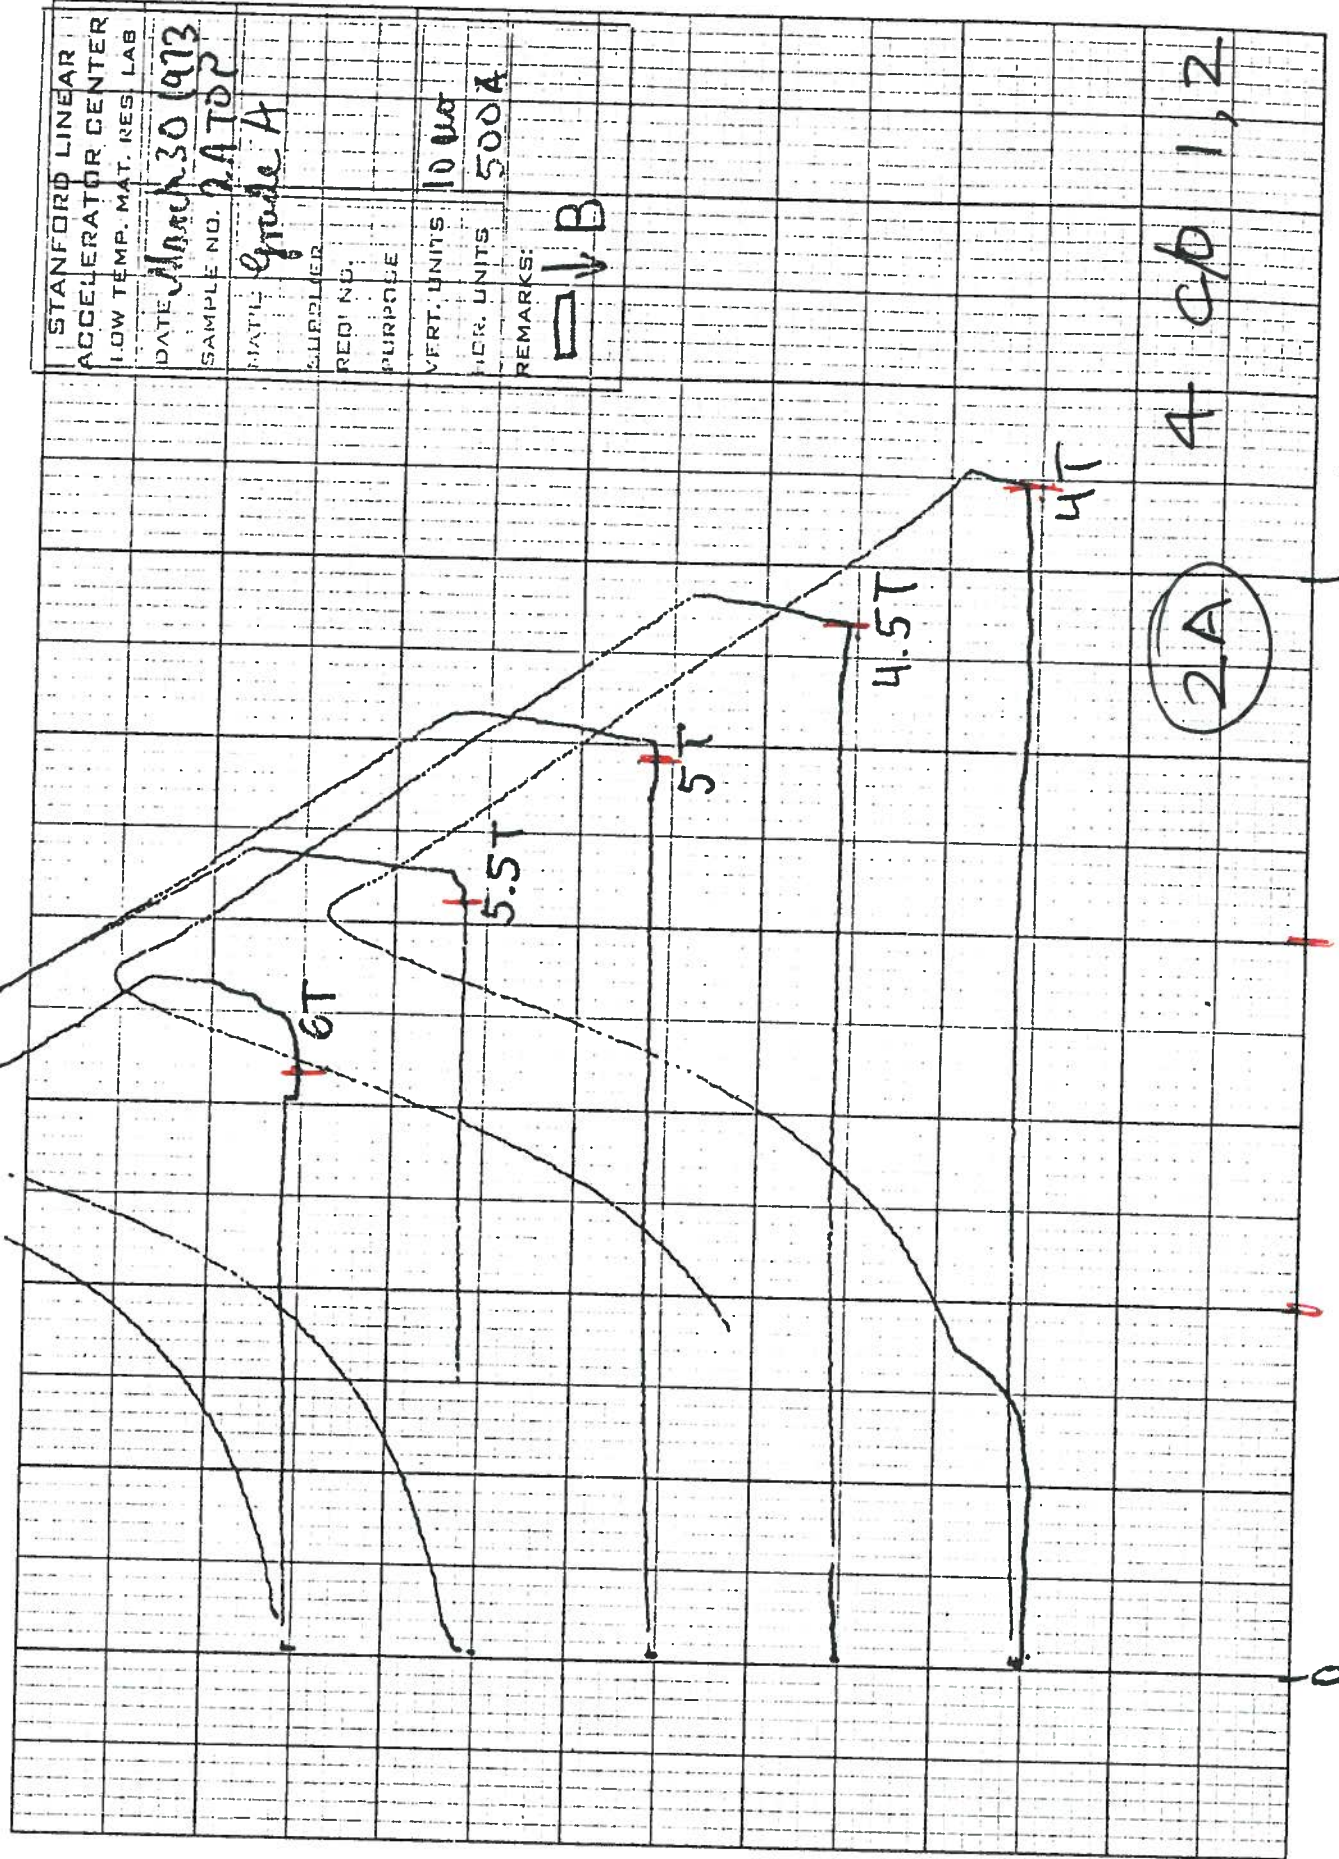 STANFORD LINEAR
ACCELERATOR CENTER
LOW TEMP. MAT. RES. LAB
DATE March 30 1973
SAMPLE NO. 2A TOP
MAT'L Grade A
SUPPLIER
REQ'N NO.
PURPOSE
VERT. UNITS 10 uv
HOR. UNITS 500A
REMARKS:
↓ B
6T
5.5T
5T
4.5T
4T
2A
4 cb 1, 2
0